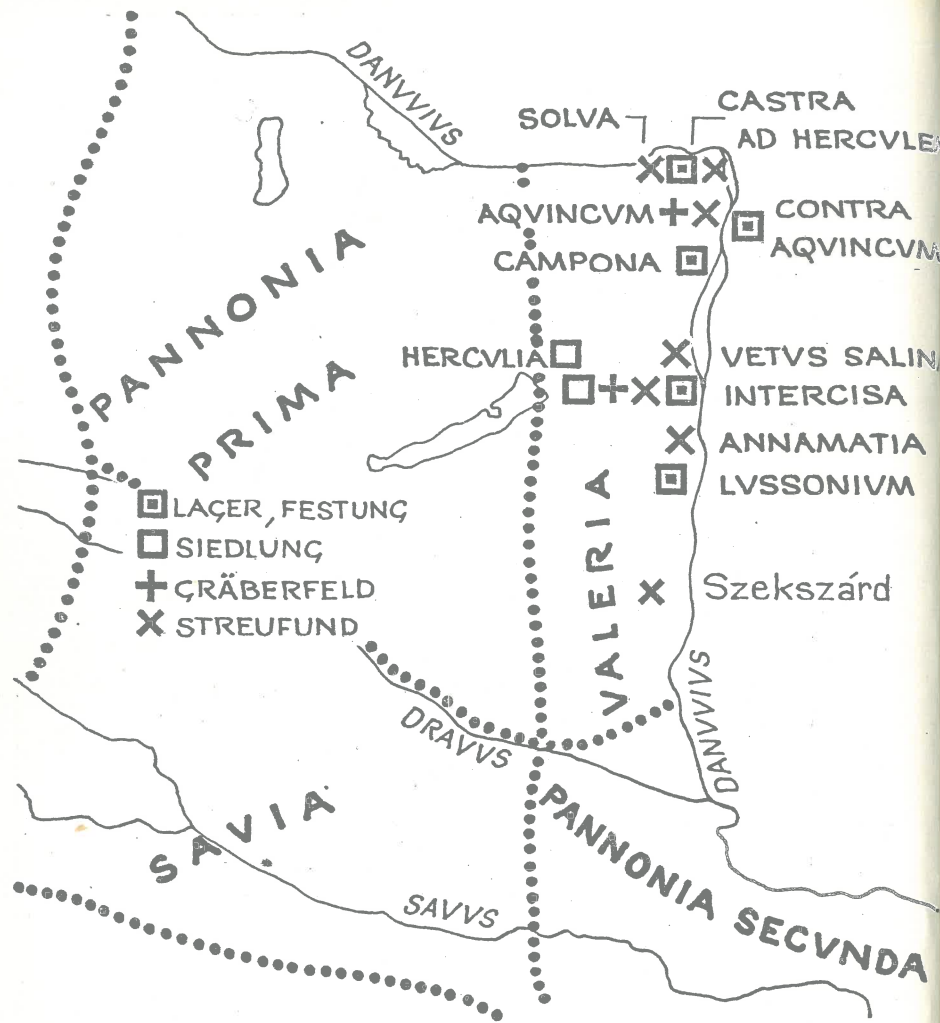 DANVVIVS
SOLVA
CASTRA
AD HERCVLE
AQVINCVM
CONTRA
AQVINCVM
CAMPONA
PANNONIA
PRIMA
HERCVLIA
VETVS SALIN
INTERCISA
ANNAMATIA
LVSSONIVM
LAGER, FESTUNG
SIEDLUNG
GRÄBERFELD
STREUFUND
VALERIA
Szekszárd
DANVVIVS
DRAVVS
SAVIA
PANNONIA SECVNDA
SAVVS